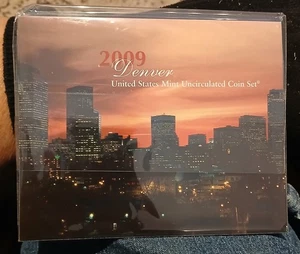 2009
Denver
United States Mint Uncirculated Coin Set®